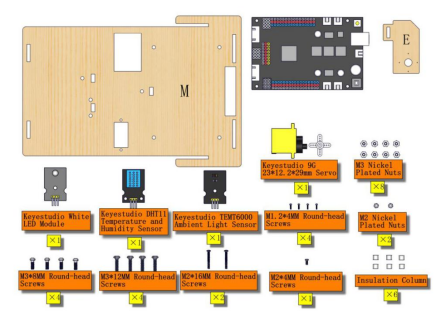 M
E
Keyestudio 9G
23*12.2*29mm Servo
×1
M3 Nickel
Plated Nuts
×8
Keyestudio White
LED Module
×1
Keyestudio DHT11
Temperature and
Humidity Sensor
×1
Keyestudio TEMT6000
Ambient Light Sensor
×1
M1.2*4MM Round-head
Screws
×4
M2 Nickel
Plated Nuts
×2
M3*8MM Round-head
Screws
×4
M3*12MM Round-head
Screws
×4
M2*16MM Round-head
Screws
×2
M2*4MM Round-head
Screws
×1
Insulation Column
×6